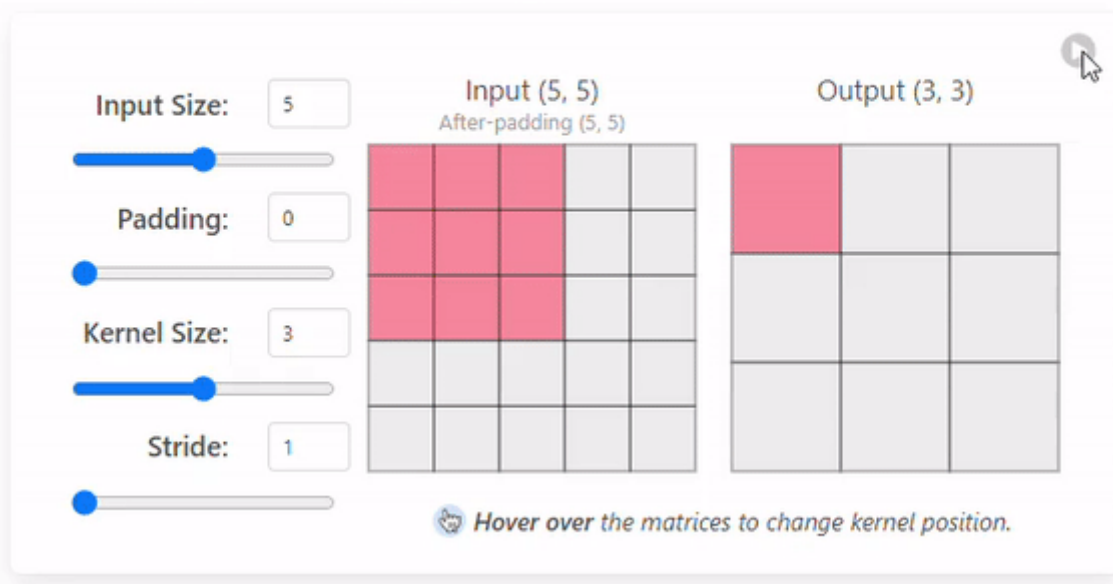 Input Size: 5
Padding: 0
Kernel Size: 3
Stride: 1
Input (5, 5)
After-padding (5, 5)
Output (3, 3)
Hover over the matrices to change kernel position.